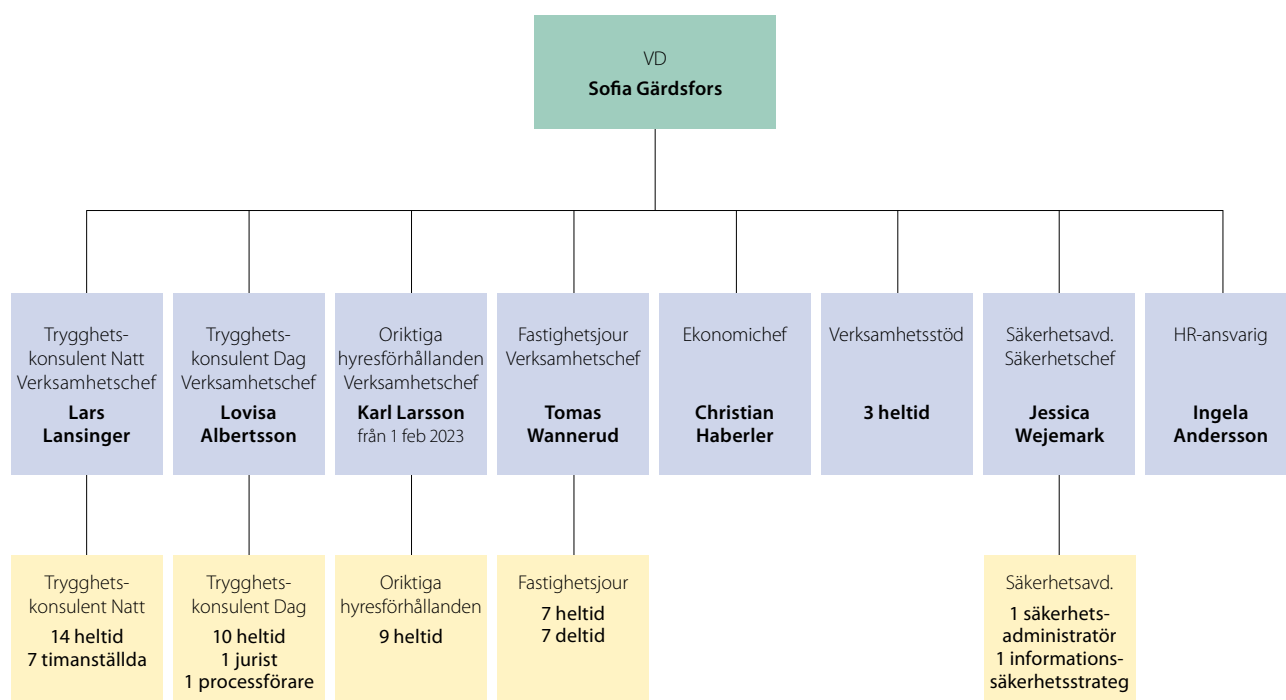 VD
Sofia Gärdsfors
Trygghets-
konsulent Natt
Verksamhetschef
Lars
Lansinger
Trygghets-
konsulent Dag
Verksamhetschef
Lovisa
Albertsson
Oriktiga
hyresförhållanden
Verksamhetschef
Karl Larsson
från 1 feb 2023
Fastighetsjour
Verksamhetschef
Tomas
Wannerud
Ekonomichef
Christian
Haberler
Verksamhetsstöd
3 heltid
Säkerhetsavd.
Säkerhetschef
Jessica
Wejemark
HR-ansvarig
Ingela
Andersson
Trygghets-
konsulent Natt
14 heltid
7 timanställda
Trygghets-
konsulent Dag
10 heltid
1 jurist
1 processförare
Oriktiga
hyresförhållanden
9 heltid
Fastighetsjour
7 heltid
7 deltid
Säkerhetsavd.
1 säkerhets-
administratör
1 informations-
säkerhetsstrateg